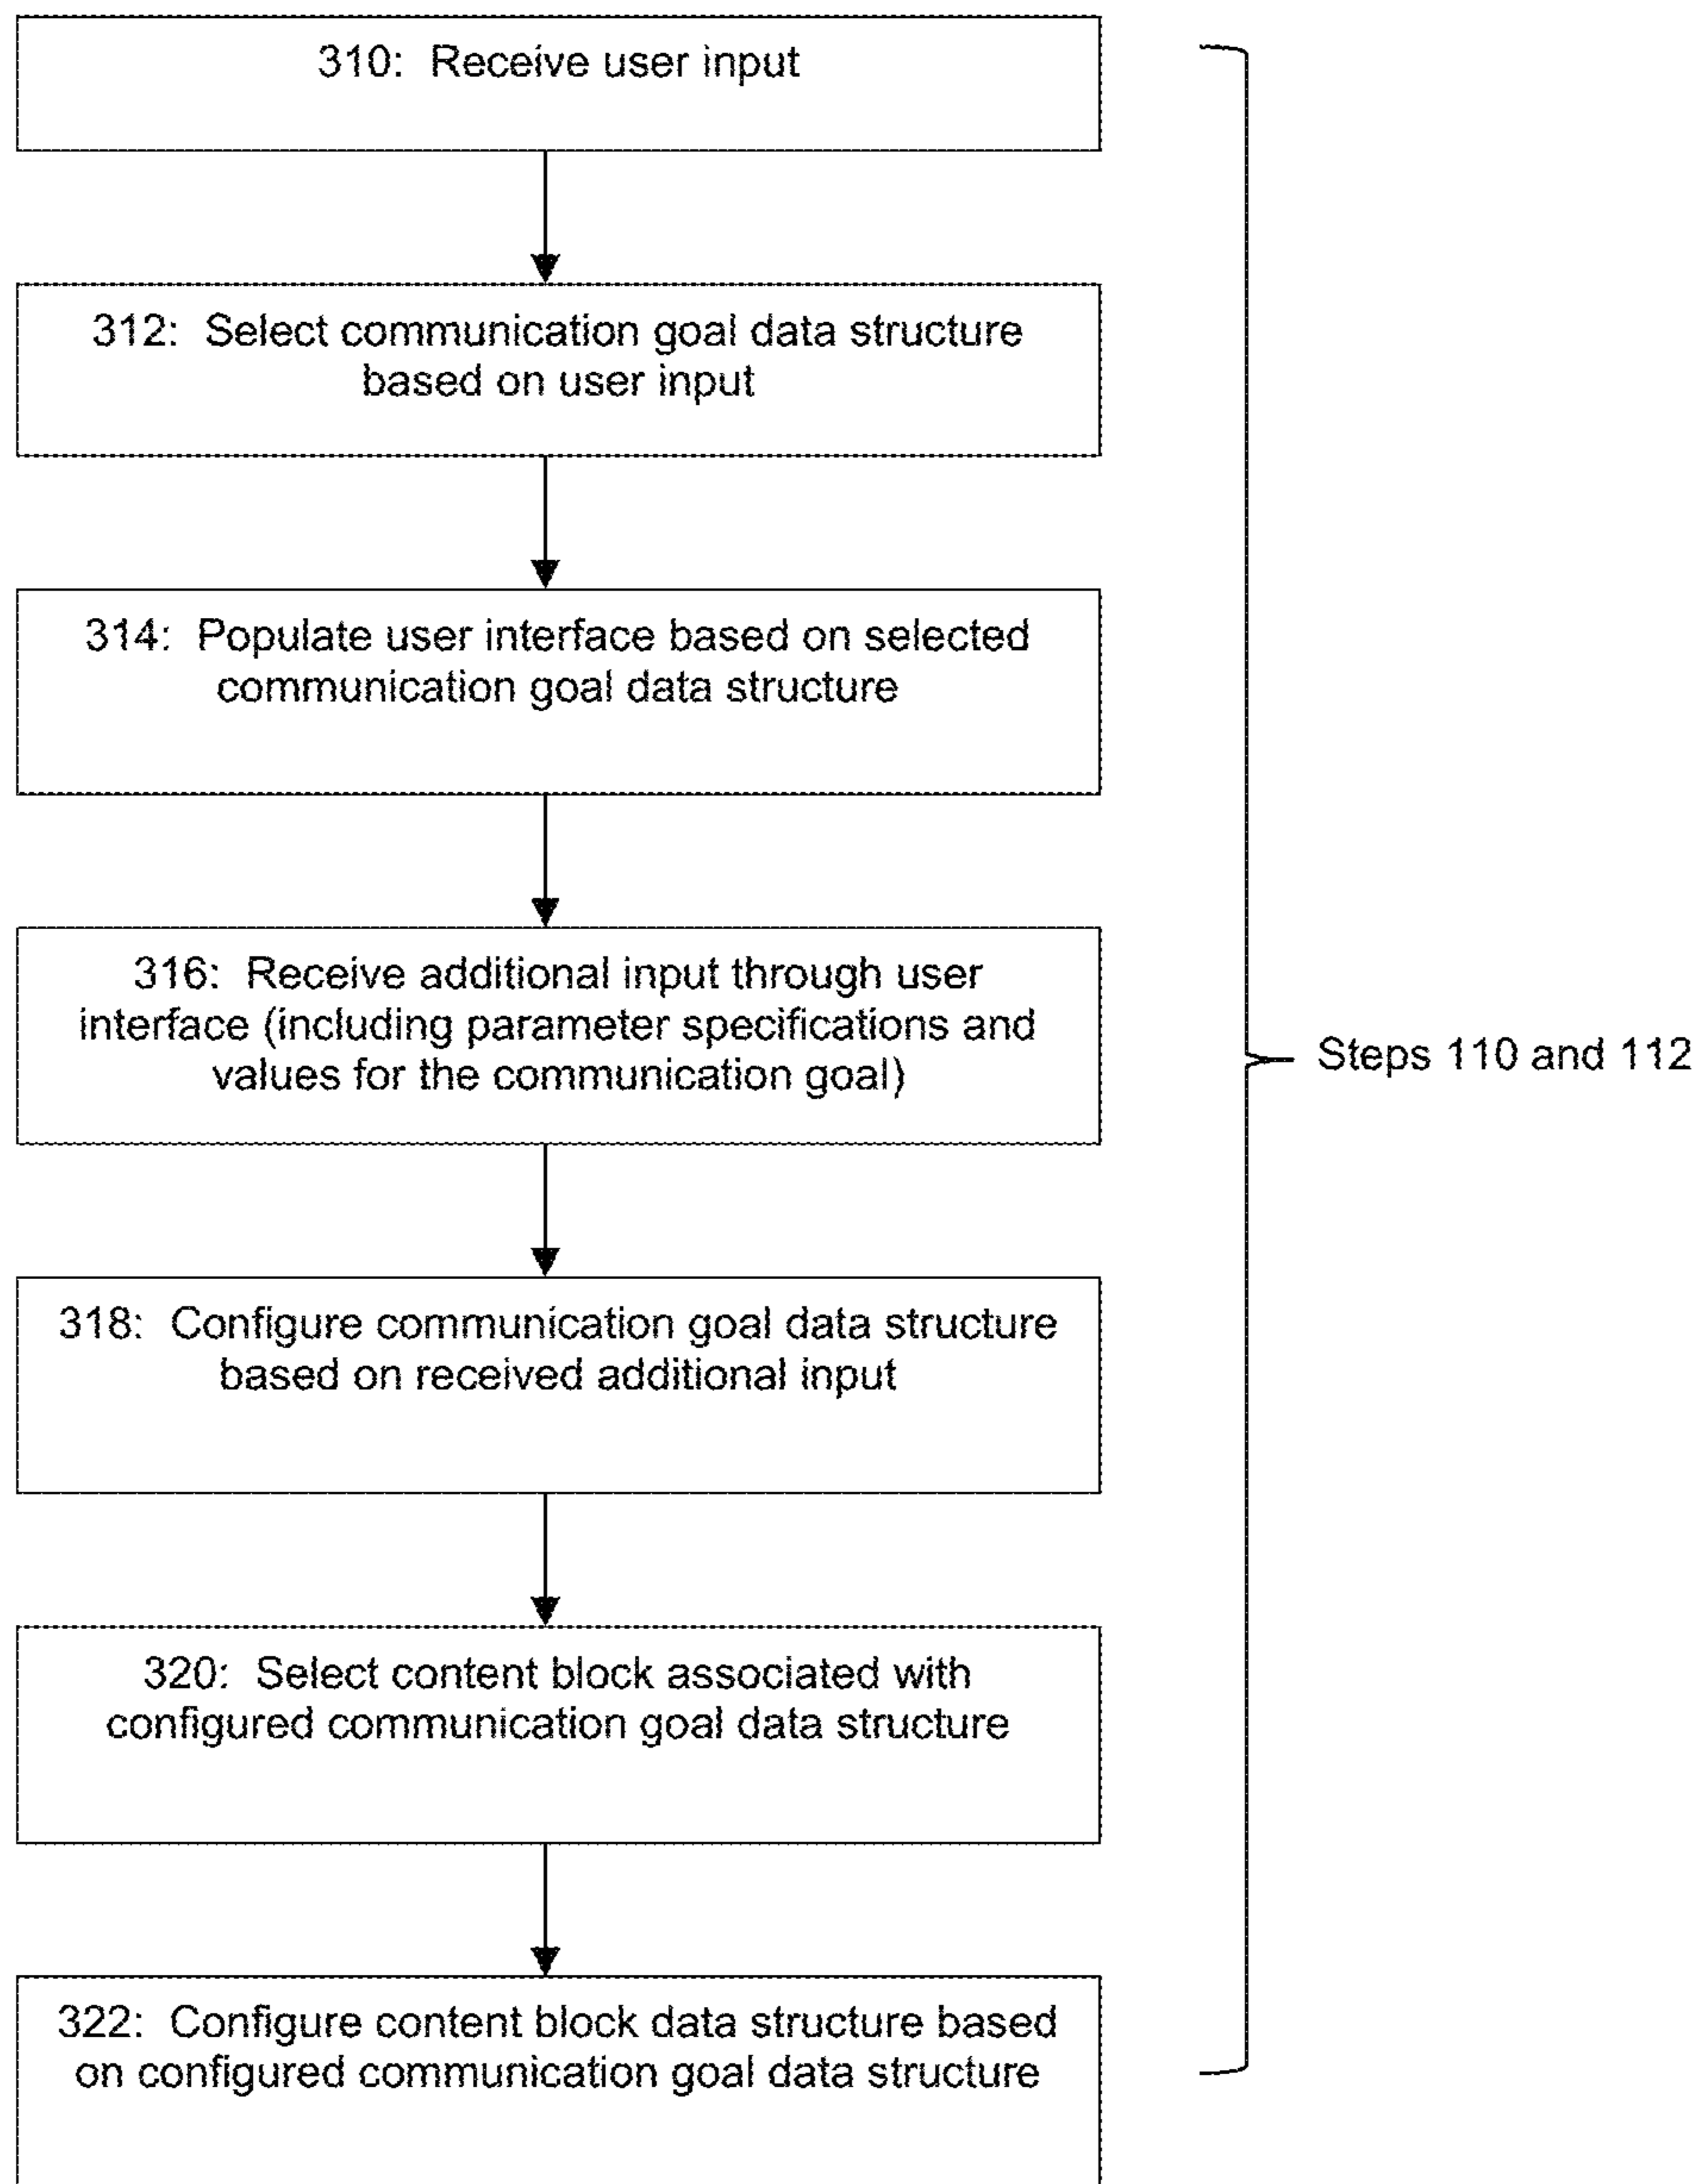 310: Receive user input
312: Select communication goal data structure
based on user input
314: Populate user interface based on selected
communication goal data structure
316: Receive additional input through user
interface (including parameter specifications and
values for the communication goal)
Steps 110 and 112
318: Configure communication goal data structure
based on received additional input
320: Select content block associated with
configured communication goal data structure
322: Configure content block data structure based
on configured communication goal data structure